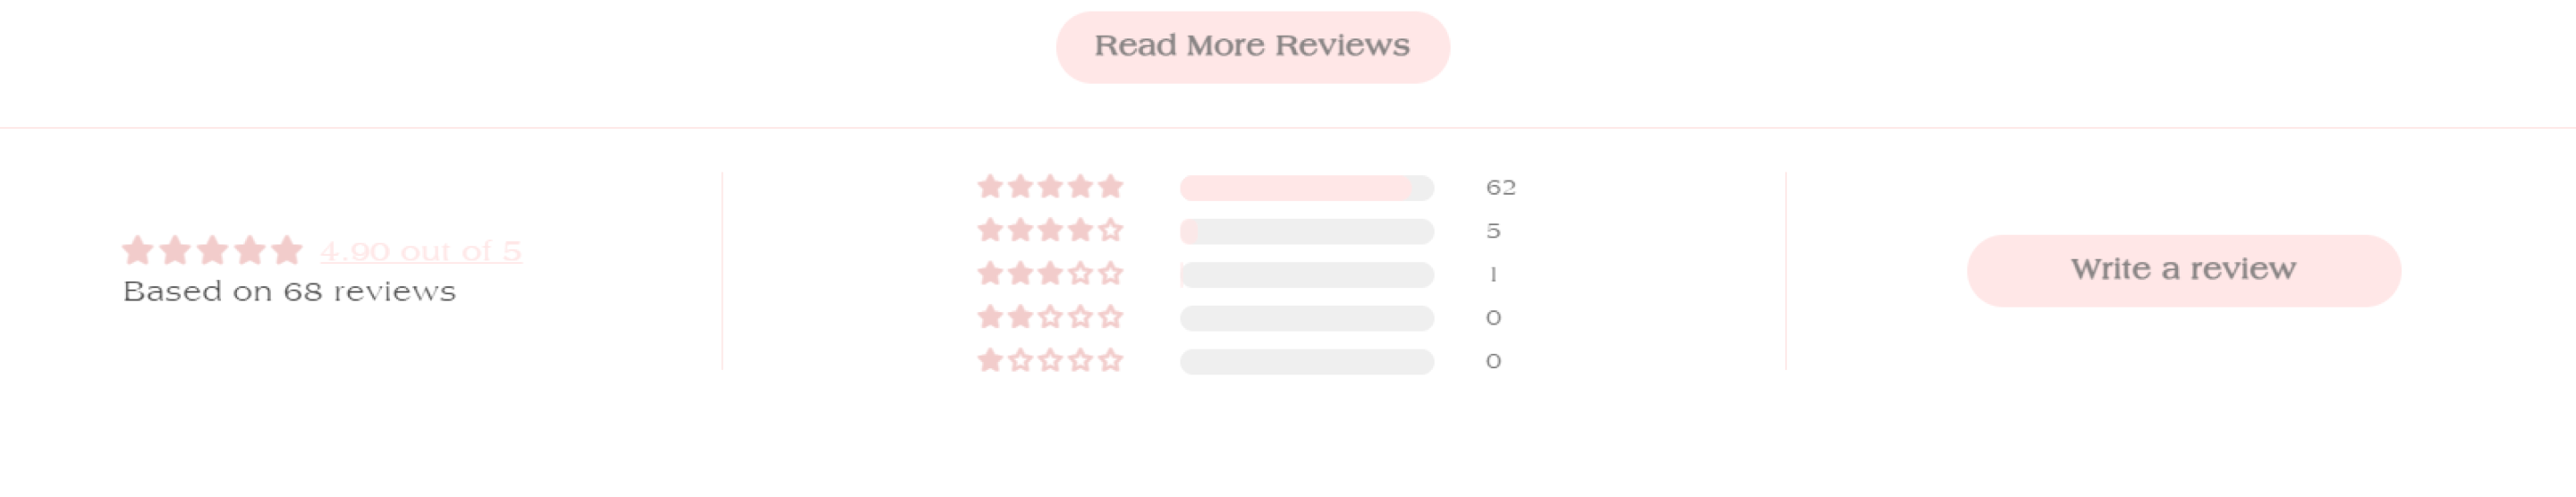 Read More Reviews
4.90 out of 5
Based on 68 reviews
62
5
1
0
0
Write a review